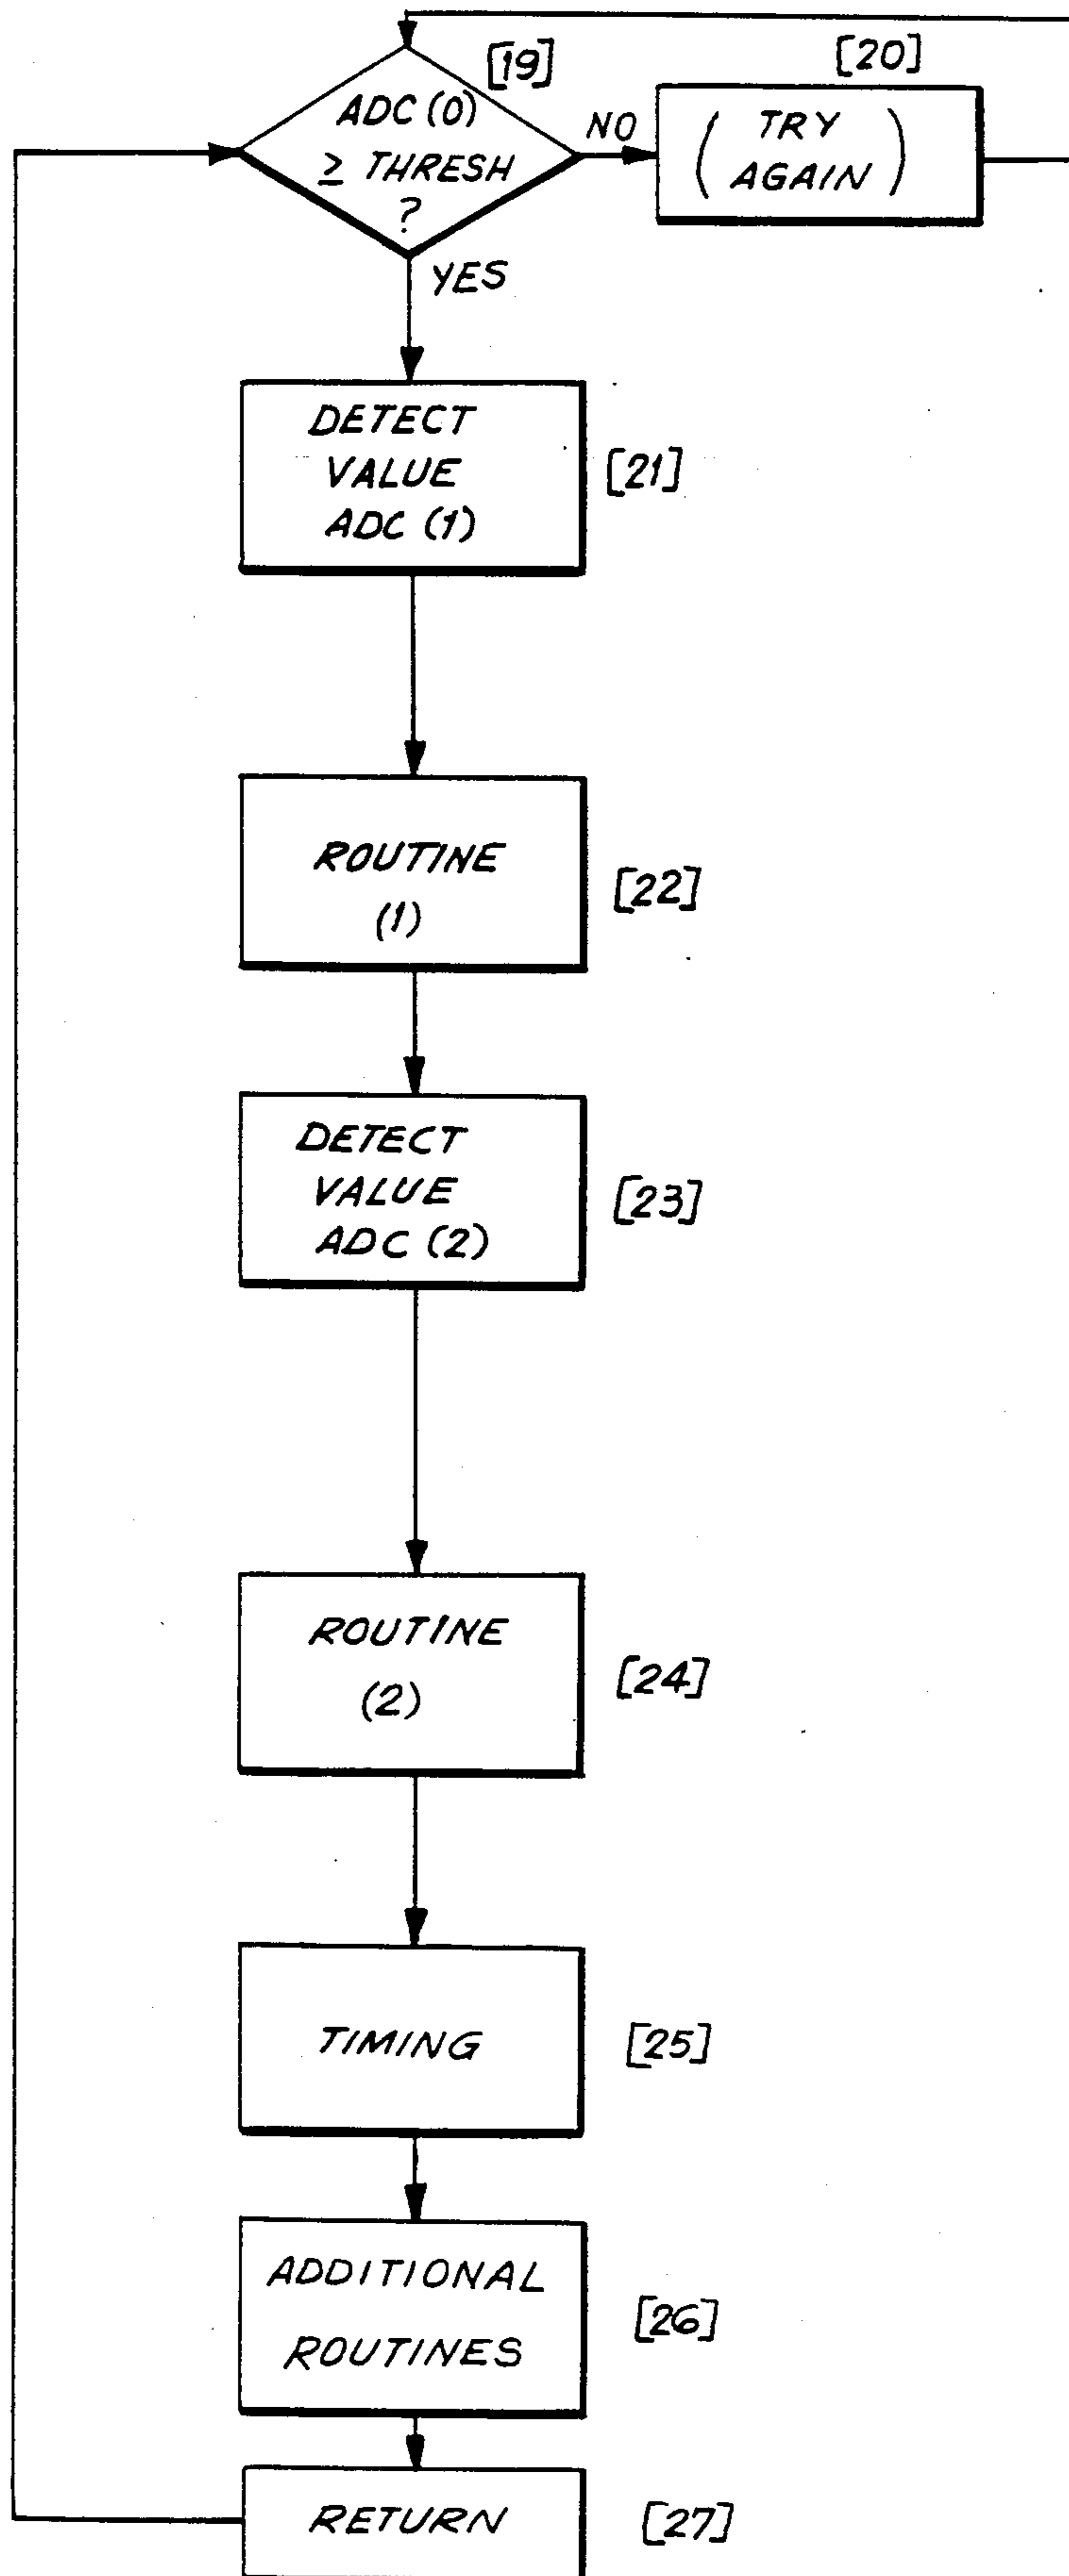 [19]
ADC (0)
≥ THRESH
?
NO
[20]
( TRY
AGAIN )
YES
DETECT
VALUE
ADC (1)
[21]
ROUTINE
(1)
[22]
DETECT
VALUE
ADC (2)
[23]
ROUTINE
(2)
[24]
TIMING
[25]
ADDITIONAL
ROUTINES
[26]
RETURN
[27]